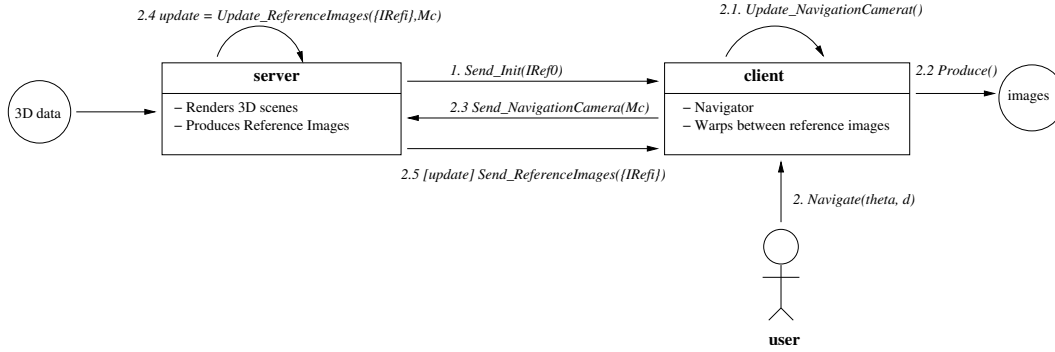 2.4 update = Update_ReferenceImages({IRefi},Mc)
2.1. Update_NavigationCamerat()
server
1. Send_Init(IRef0)
client
2.2 Produce()
3D data
− Renders 3D scenes
− Produces Reference Images
2.3 Send_NavigationCamera(Mc)
− Navigator
− Warps between reference images
images
2.5 [update] Send_ReferenceImages({IRefi})
2. Navigate(theta, d)
user